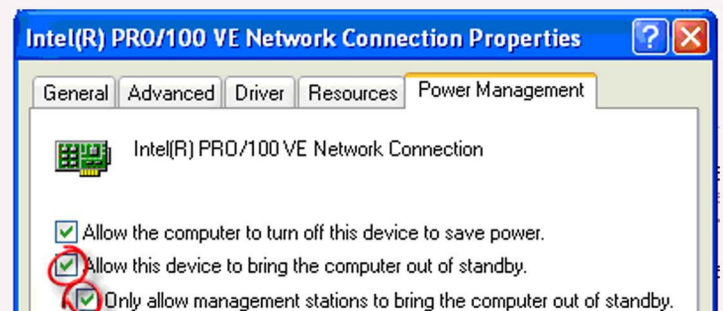 Intel(R) PRO/100 VE Network Connection Properties
General Advanced Driver Resources Power Management
Intel(R) PRO/100 VE Network Connection
Allow the computer to turn off this device to save power.
Allow this device to bring the computer out of standby.
Only allow management stations to bring the computer out of standby.